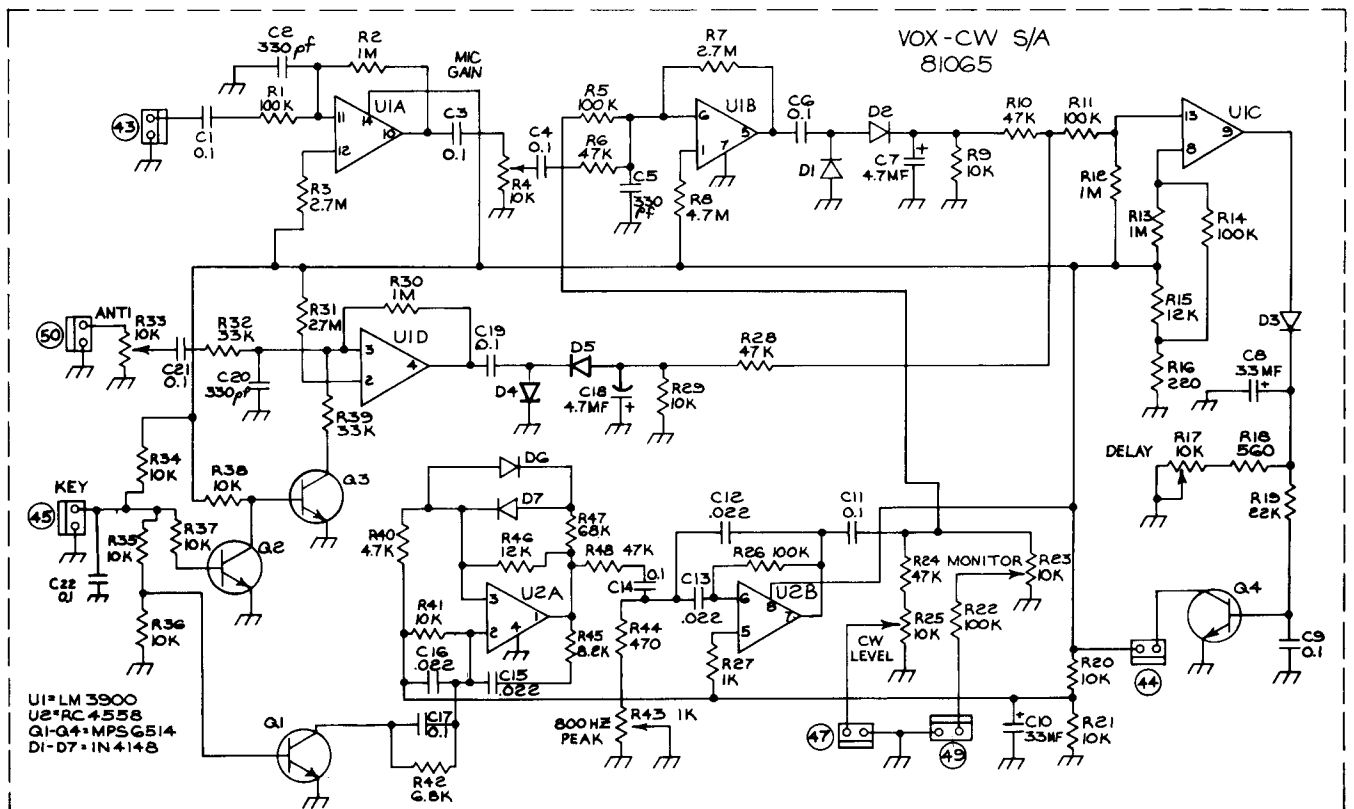 VOX-CW S/A
81065
C2
330pf
R2
1M
MIC
GAIN
R1
100K
U1A
11
14
10
12
43
C1
0.1
C3
0.1
R3
2.7M
R4
10K
C4
0.1
R5
100K
R6
47K
C5
330
pf
R7
2.7M
U1B
6
5
1
7
R8
4.7M
C6
0.1
D1
D2
C7
4.7MF
+
R9
10K
R10
47K
R11
100K
R12
1M
U1C
13
9
8
R13
1M
R14
100K
R15
12K
R16
220
D3
C8
33MF
+
ANTI
50
R33
10K
C21
0.1
R32
33K
C20
330pf
R31
2.7M
R30
1M
U1D
3
4
2
R39
33K
C19
0.1
D4
D5
C18
4.7MF
+
R29
10K
R28
47K
DELAY
R17
10K
R18
560
R19
22K
KEY
45
C22
0.1
R34
10K
R35
10K
R36
10K
R37
10K
R38
10K
Q2
Q3
D6
D7
R40
4.7K
R46
12K
R47
68K
R48 47K
0.1
C14
U2A
3
1
2
4
R41
10K
C16
.022
C15
.022
R45
8.2K
R44
470
C12
.022
C13
.022
R26 100K
C11
0.1
U2B
6
8
7
5
R27
1K
R24
47K
MONITOR
R23
10K
R25
10K
R22
100K
CW
LEVEL
Q4
C9
0.1
44
R20
10K
R21
10K
C10
33MF
+
47
49
800HZ
PEAK
R43 1K
Q1
C17
0.1
R42
6.8K
U1=LM3900
U2=RC4558
Q1-Q4=MPS6514
D1-D7=1N4148